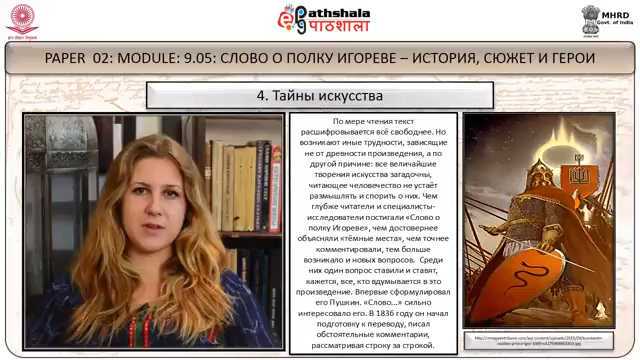 Pathshala
पाठशाला
MHRD
Govt. of India
PAPER 02: MODULE: 9.05: СЛОВО О ПОЛКУ ИГОРЕВЕ – ИСТОРИЯ, СЮЖЕТ И ГЕРОИ
4. Тайны искусства
По мере чтения текст
расшифровывается всё свободнее. Но
возникают иные трудности, зависящие
не от древности произведения, а по
другой причине: все величайшие
творения искусства загадочны,
читающее человечество не устаёт
размышлять и спорить о них. Чем
глубже читатели и специалисты-
исследователи постигали «Слово о
полку Игореве», чем достовернее
объясняли «тёмные места», чем точнее
комментировали, тем больше
возникало и новых вопросов. Среди
них один вопрос ставили и ставят,
кажется, все, кто вдумывается в это
произведение. Впервые сформулировал
его Пушкин. «Слово...» сильно
интересовало его. В 1836 году он начал
подготовку к переводу, писал
обстоятельные комментарии,
рассматривая строку за строкой.